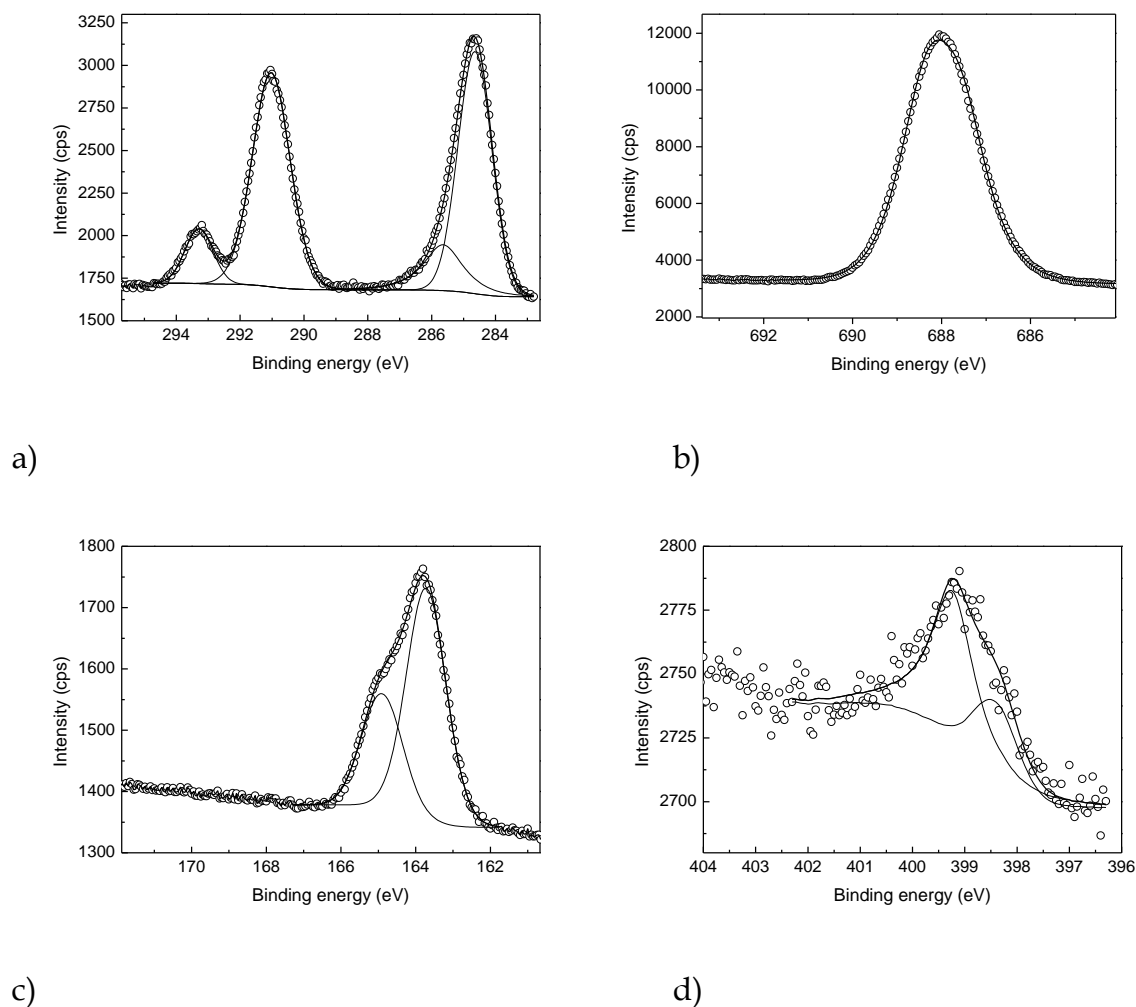 3250
3000
2750
2500
2250
2000
1750
1500
Intensity (cps)
294 292 290 288 286 284
Binding energy (eV)
a)
12000
10000
8000
6000
4000
2000
Intensity (cps)
692 690 688 686
Binding energy (eV)
b)
1800
1700
1600
1500
1400
1300
Intensity (cps)
170 168 166 164 162
Binding energy (eV)
c)
2800
2775
2750
2725
2700
Intensity (cps)
404 403 402 401 400 399 398 397 396
Binding energy (eV)
d)